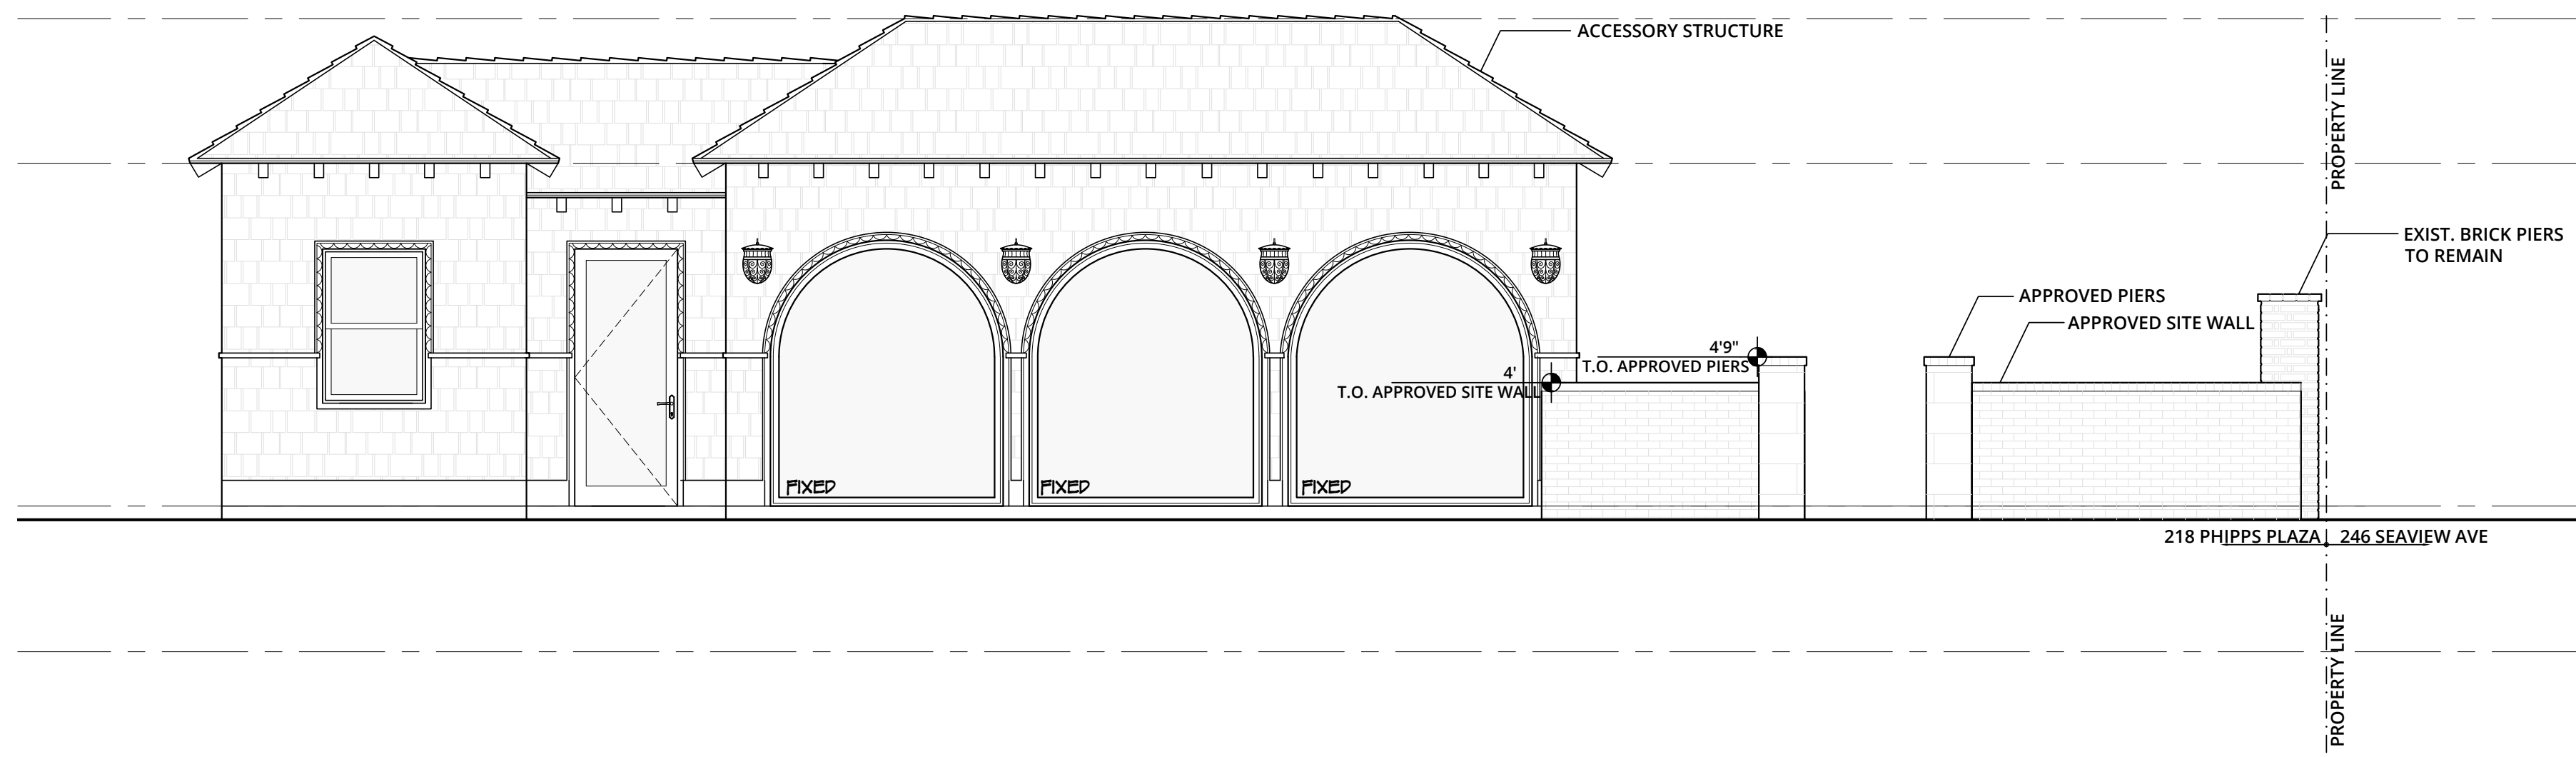 ACCESSORY STRUCTURE
PROPERTY LINE
EXIST. BRICK PIERS
TO REMAIN
APPROVED PIERS
APPROVED SITE WALL
4'9"
T.O. APPROVED PIERS
4'
T.O. APPROVED SITE WALL
FIXED
FIXED
FIXED
218 PHIPPS PLAZA
246 SEAVIEW AVE
PROPERTY LINE